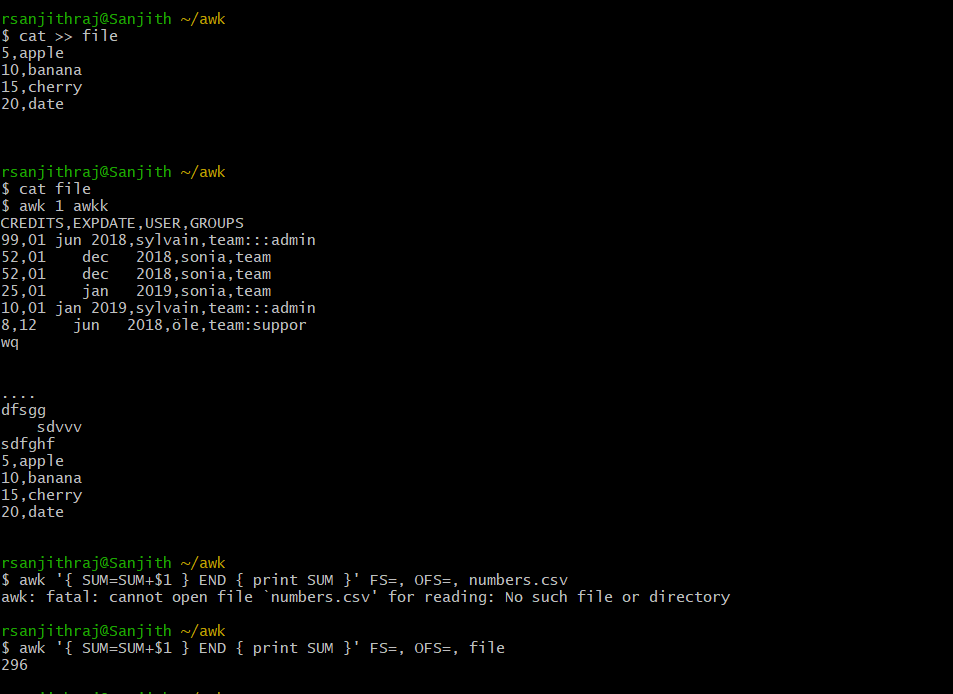 rsanjithraj@Sanjith ~/awk
$ cat >> file
5,apple
10,banana
15,cherry
20,date
rsanjithraj@Sanjith ~/awk
$ cat file
$ awk 1 awkk
CREDITS,EXPDATE,USER,GROUPS
99,01 jun 2018,sylvain,team:::admin
52,01    dec   2018,sonia,team
52,01    dec   2018,sonia,team
25,01    jan   2019,sonia,team
10,01 jan 2019,sylvain,team:::admin
8,12    jun   2018,öle,team:suppor
wq
....
dfsgg
    sdvvv
sdfghf
5,apple
10,banana
15,cherry
20,date
rsanjithraj@Sanjith ~/awk
$ awk '{ SUM=SUM+$1 } END { print SUM }' FS=, OFS=, numbers.csv
awk: fatal: cannot open file `numbers.csv' for reading: No such file or directory
rsanjithraj@Sanjith ~/awk
$ awk '{ SUM=SUM+$1 } END { print SUM }' FS=, OFS=, file
296